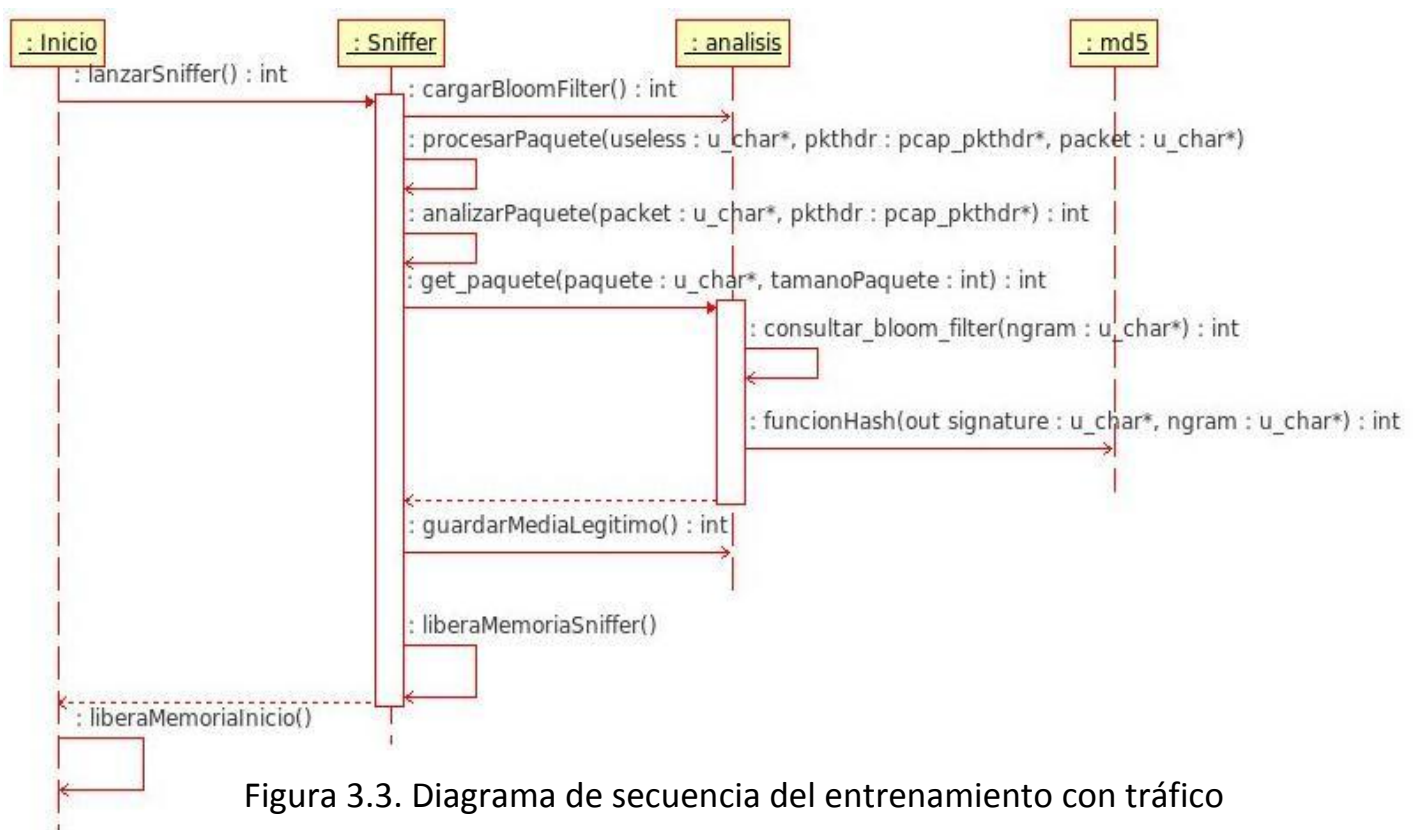 : Inicio : Sniffer : analisis : md5
: lanzarSniffer() : int
: cargarBloomFilter() : int
: procesarPaquete(useless : u_char*, pkthdr : pcap_pkthdr*, packet : u_char*)
: analizarPaquete(packet : u_char*, pkthdr : pcap_pkthdr*) : int
: get_paquete(paquete : u_char*, tamanoPaquete : int) : int
: consultar_bloom_filter(ngram : u_char*) : int
: funcionHash(out signature : u_char*, ngram : u_char*) : int
: guardarMediaLegitimo() : int
: liberaMemoriaSniffer()
: liberaMemoriaInicio()
Figura 3.3. Diagrama de secuencia del entrenamiento con tráfico